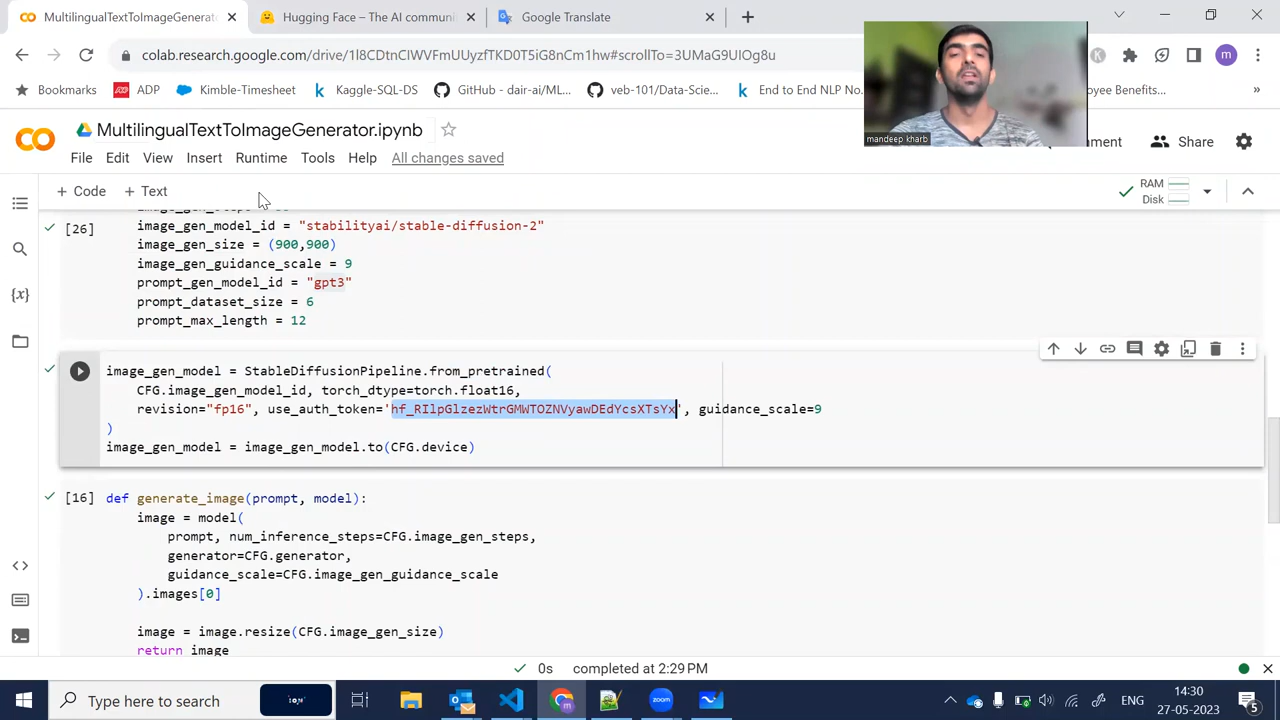 MultilingualTextToImageGenerator
Hugging Face – The AI communi
Google Translate
colab.research.google.com/drive/1l8CDtnCIWVFmUUyzfTKD0T5iG8nCm1hw#scrollTo=3UMaG9UIOg8u
Bookmarks
ADP
Kimble-Timesheet
Kaggle-SQL-DS
GitHub - dair-ai/ML...
veb-101/Data-Scie...
End to End NLP No.
oyee Benefits...
»
MultilingualTextToImageGenerator.ipynb
mandeep kharb
File Edit View Insert Runtime Tools Help All changes saved
mment
Share
+ Code + Text
RAM
Disk
[26]
image_gen_model_id = "stabilityai/stable-diffusion-2"
image_gen_size = (900,900)
image_gen_guidance_scale = 9
prompt_gen_model_id = "gpt3"
prompt_dataset_size = 6
prompt_max_length = 12
image_gen_model = StableDiffusionPipeline.from_pretrained(
CFG.image_gen_model_id, torch_dtype=torch.float16,
revision="fp16", use_auth_token='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', guidance_scale=9
)
image_gen_model = image_gen_model.to(CFG.device)
[16] def generate_image(prompt, model):
image = model(
prompt, num_inference_steps=CFG.image_gen_steps,
generator=CFG.generator,
guidance_scale=CFG.image_gen_guidance_scale
).images[0]
image = image.resize(CFG.image_gen_size)
return image
0s completed at 2:29 PM
Type here to search
ENG
14:30
27-05-2023
5